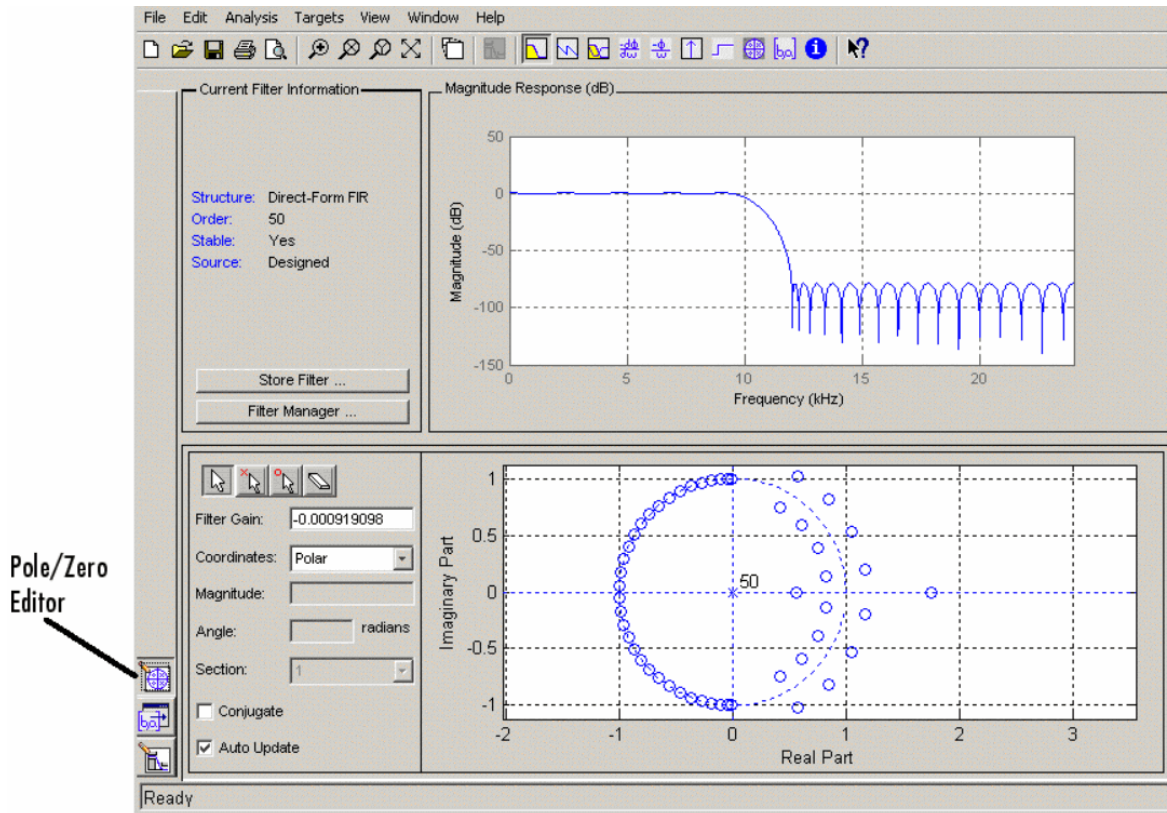 File Edit Analysis Targets View Window Help
Current Filter Information
Structure: Direct-Form FIR
Order: 50
Stable: Yes
Source: Designed
Store Filter ...
Filter Manager ...
Magnitude Response (dB)
Magnitude (dB)
50
0
-50
-100
-150
0 5 10 15 20
Frequency (kHz)
Filter Gain: -0.000919098
Coordinates: Polar
Magnitude:
Angle: radians
Section: 1
Conjugate
Auto Update
Imaginary Part
1
0.5
0
-0.5
-1
50
-2 -1 0 1 2 3
Real Part
Pole/Zero
Editor
Ready